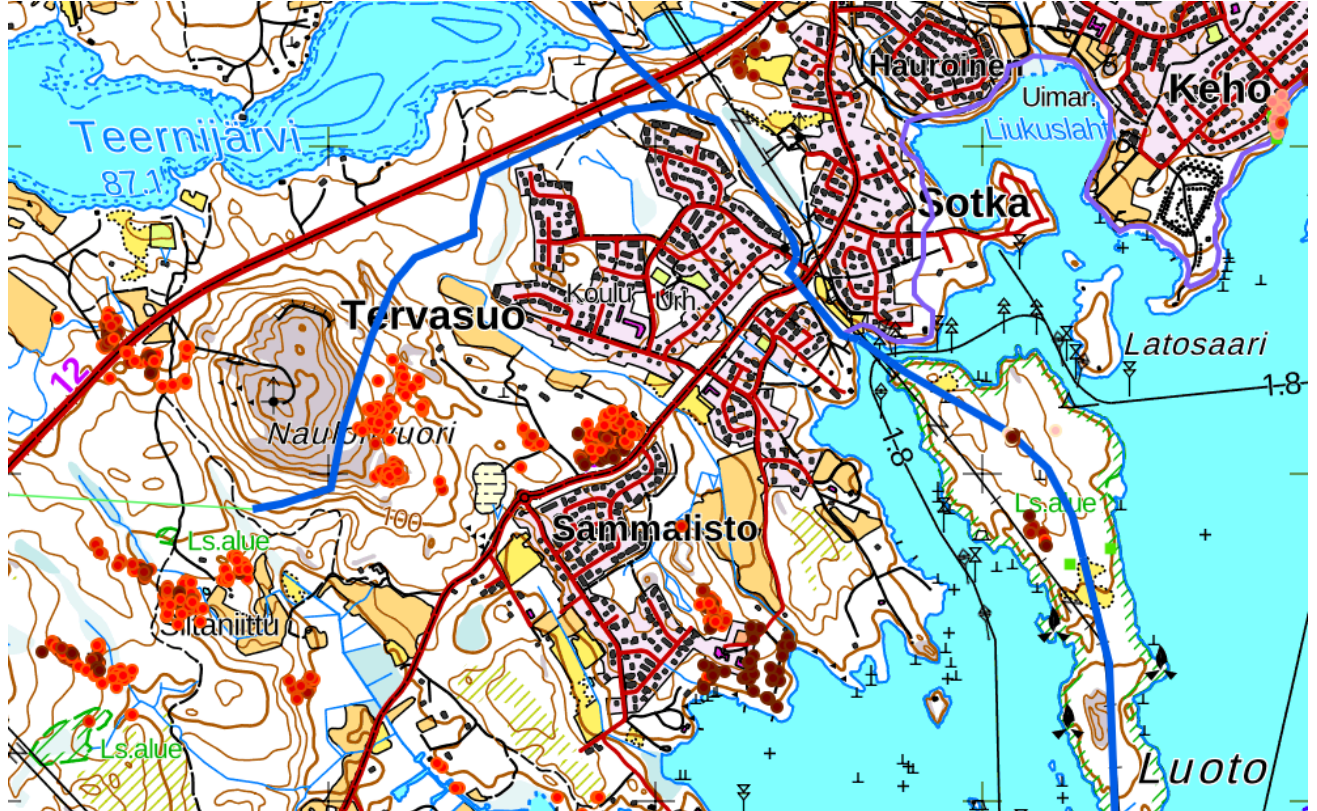 Hauroinen
Keho
Uimar.
Liukuslahti
Teernijärvi
87.1
Sotka
Koulu
Urh.
Tervasuo
Latosaari
12
1.8
Naulonvuori
1.8
Ls.alue
100
Sammalisto
Ls.alue
Siltaniittu
Ls.alue
Luoto